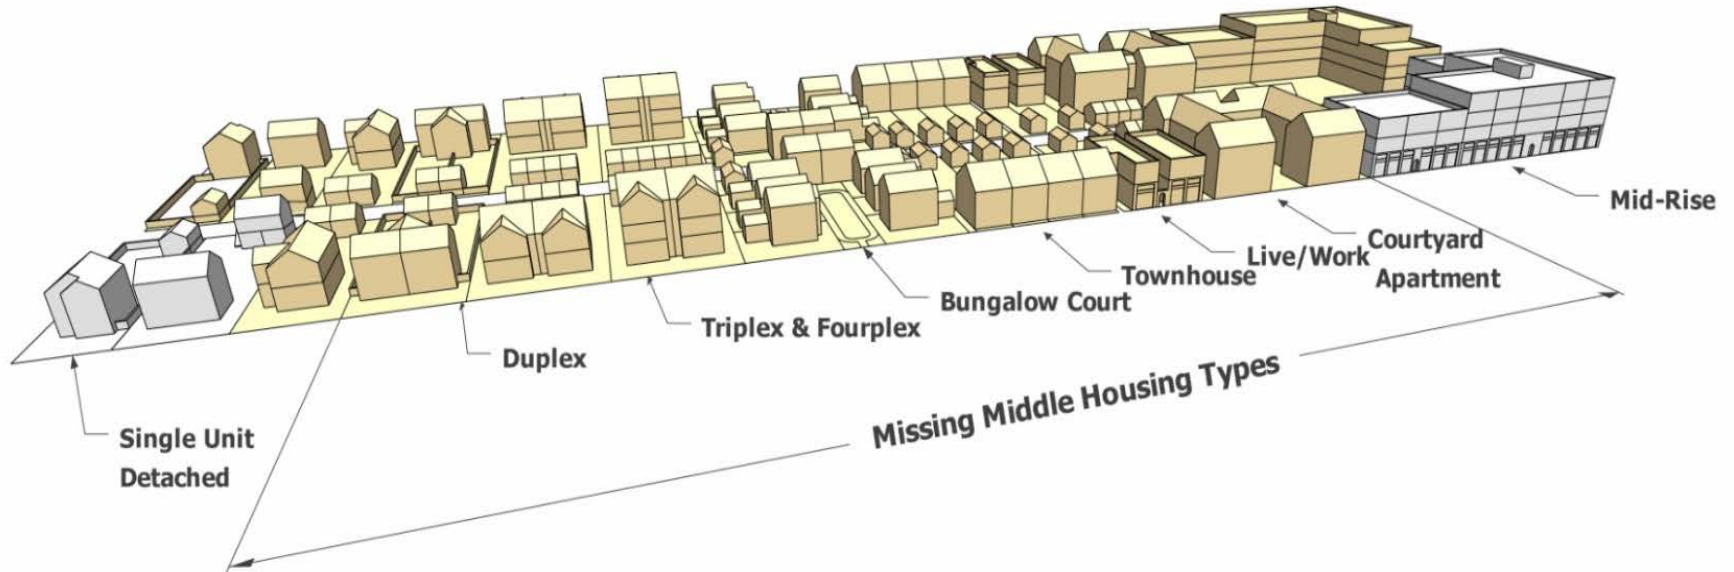 Single Unit
Detached
Duplex
Triplex & Fourplex
Bungalow Court
Townhouse
Live/Work
Courtyard
Apartment
Mid-Rise
Missing Middle Housing Types